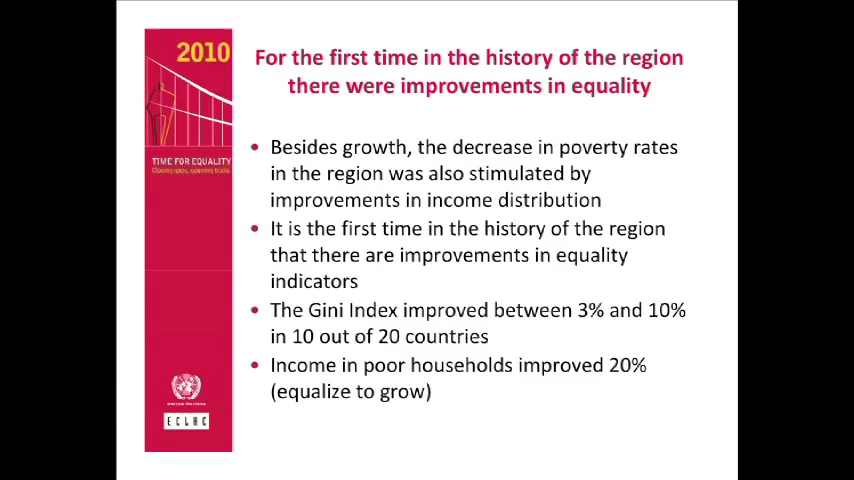 2010
TIME FOR EQUALITY
Closing gaps, opening trails
For the first time in the history of the region
there were improvements in equality
• Besides growth, the decrease in poverty rates
in the region was also stimulated by
improvements in income distribution
• It is the first time in the history of the region
that there are improvements in equality
indicators
• The Gini Index improved between 3% and 10%
in 10 out of 20 countries
• Income in poor households improved 20%
(equalize to grow)
UNITED NATIONS
ECLAC